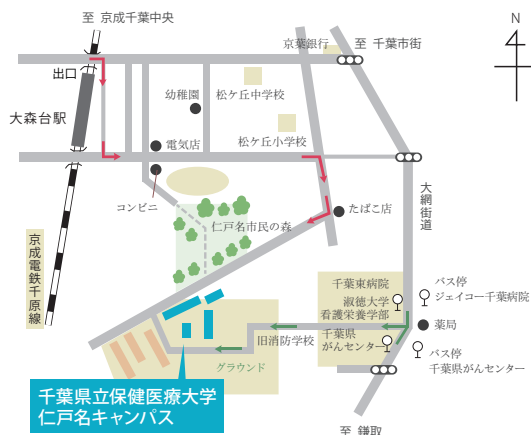 至 京成千葉中央
N
京葉銀行
至 千葉市街
出口
幼稚園
松ケ丘中学校
大森台駅
電気店
松ケ丘小学校
コンビニ
たばこ店
大網街道
仁戸名市民の森
京成電鉄千原線
千葉東病院
淑徳大学
看護栄養学部
バス停
ジェイコー千葉病院
旧消防学校
千葉県
がんセンター
薬局
バス停
千葉県がんセンター
グラウンド
千葉県立保健医療大学
仁戸名キャンパス
至 鎌取